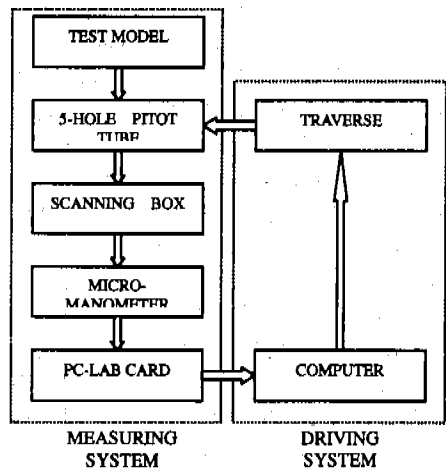 TEST MODEL
5-HOLE PITOT
TUBE
SCANNING BOX
MICRO-
MANOMETER
PC-LAB CARD
MEASURING
SYSTEM
TRAVERSE
COMPUTER
DRIVING
SYSTEM